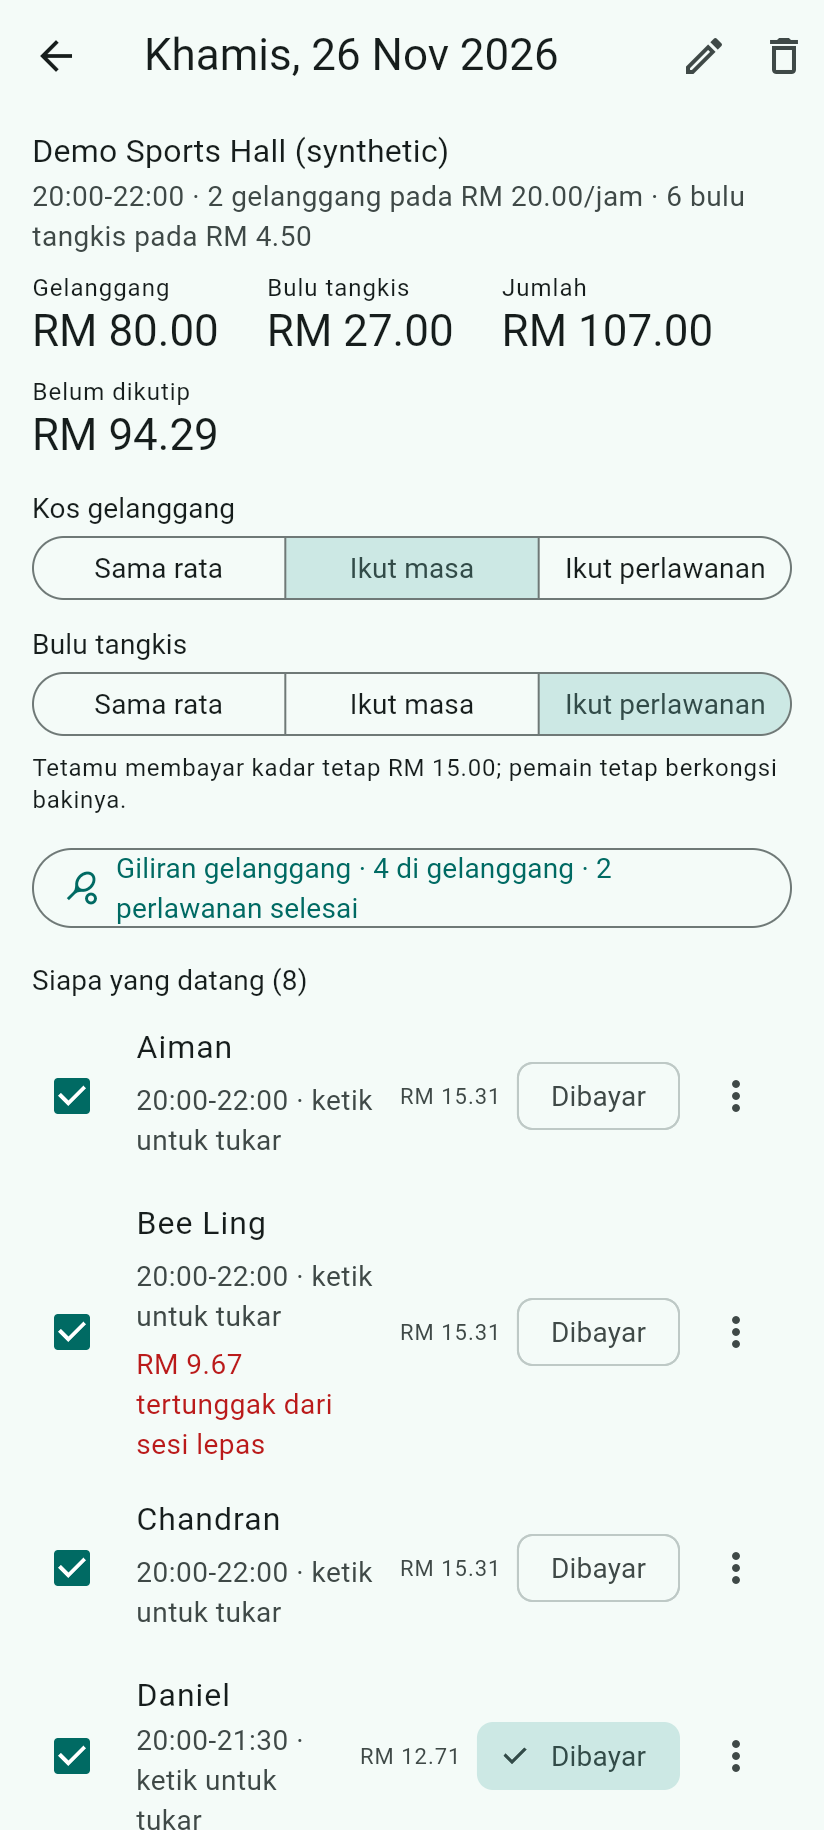 Khamis, 26 Nov 2026
Demo Sports Hall (synthetic)
20:00-22:00 · 2 gelanggang pada RM 20.00/jam · 6 bulu
tangkis pada RM 4.50
Gelanggang
RM 80.00
Bulu tangkis
RM 27.00
Jumlah
RM 107.00
Belum dikutip
RM 94.29
Kos gelanggang
Sama rata
Ikut masa
Ikut perlawanan
Bulu tangkis
Sama rata
Ikut masa
Ikut perlawanan
Tetamu membayar kadar tetap RM 15.00; pemain tetap berkongsi
bakinya.
Giliran gelanggang · 4 di gelanggang · 2
perlawanan selesai
Siapa yang datang (8)
Aiman
20:00-22:00 · ketik
untuk tukar
RM 15.31
Dibayar
Bee Ling
20:00-22:00 · ketik
untuk tukar
RM 9.67
tertunggak dari
sesi lepas
RM 15.31
Dibayar
Chandran
20:00-22:00 · ketik
untuk tukar
RM 15.31
Dibayar
Daniel
20:00-21:30 ·
ketik untuk
tukar
RM 12.71
Dibayar